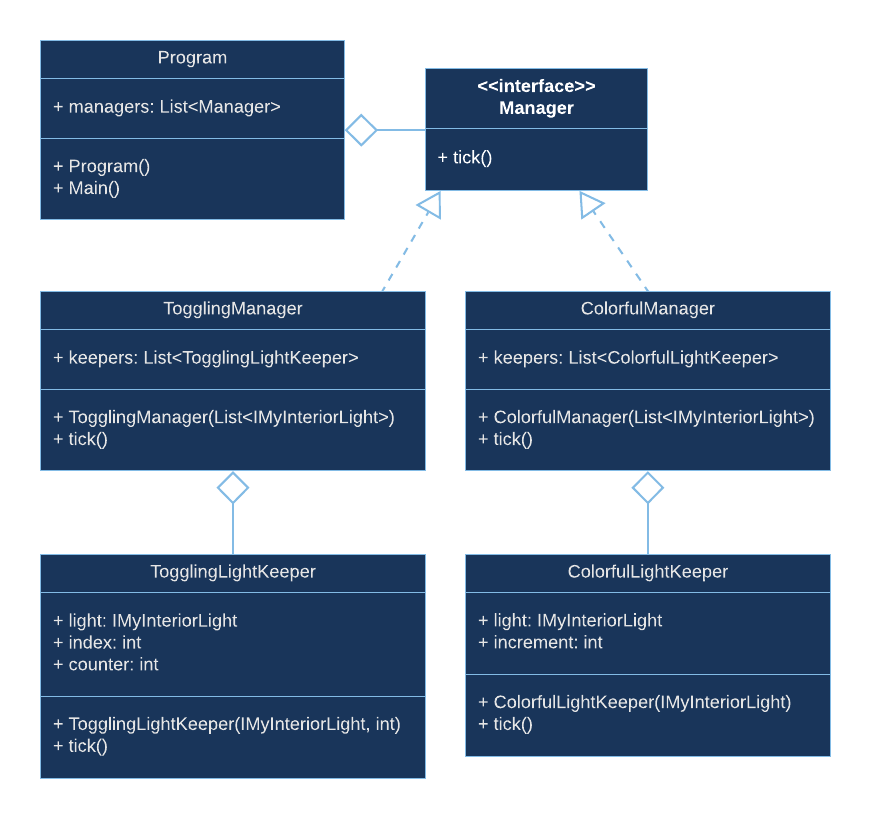 Program
+ managers: List<Manager>
+ Program()
+ Main()
<<interface>>
Manager
+ tick()
TogglingManager
+ keepers: List<TogglingLightKeeper>
+ TogglingManager(List<IMyInteriorLight>)
+ tick()
ColorfulManager
+ keepers: List<ColorfulLightKeeper>
+ ColorfulManager(List<IMyInteriorLight>)
+ tick()
TogglingLightKeeper
+ light: IMyInteriorLight
+ index: int
+ counter: int
+ TogglingLightKeeper(IMyInteriorLight, int)
+ tick()
ColorfulLightKeeper
+ light: IMyInteriorLight
+ increment: int
+ ColorfulLightKeeper(IMyInteriorLight)
+ tick()